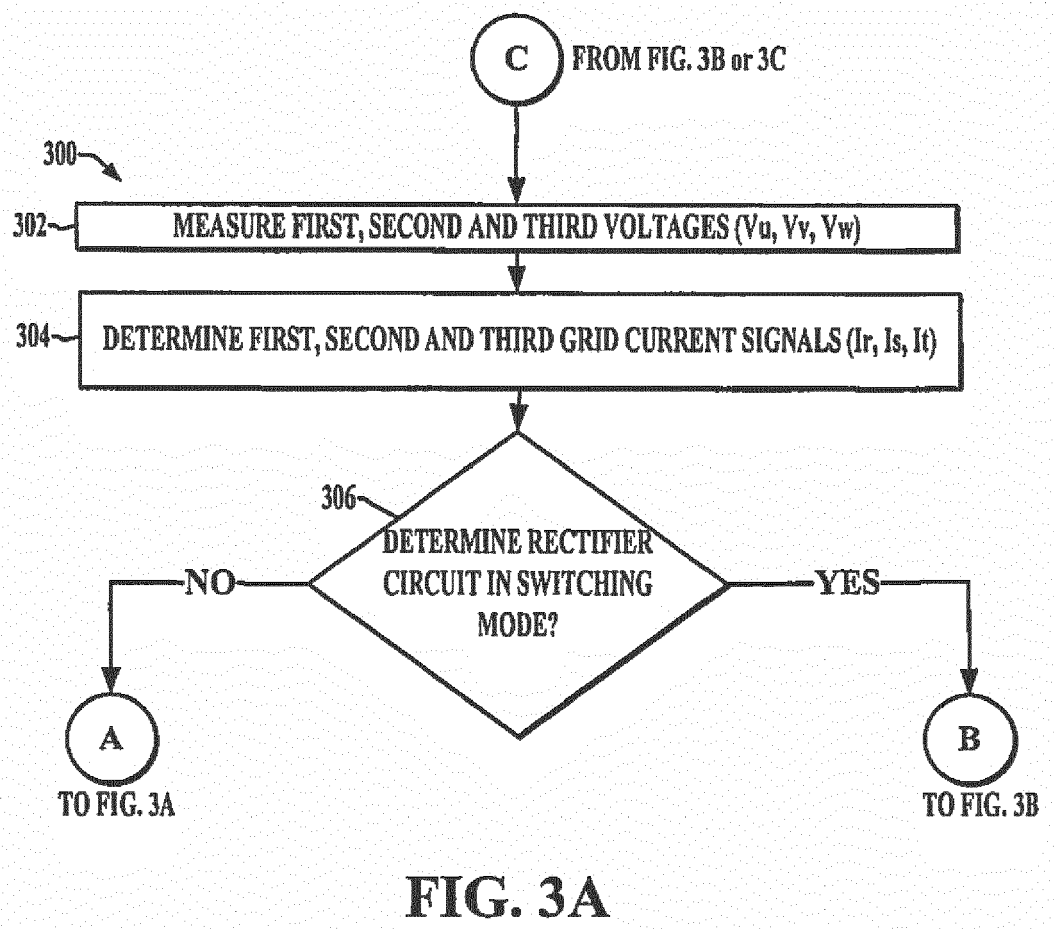 C FROM FIG. 3B or 3C
300
302 MEASURE FIRST, SECOND AND THIRD VOLTAGES (Vu, Vv, Vw)
304 DETERMINE FIRST, SECOND AND THIRD GRID CURRENT SIGNALS (Ir, Is, It)
306
DETERMINE RECTIFIER
CIRCUIT IN SWITCHING
MODE?
NO
YES
A
B
TO FIG. 3A
TO FIG. 3B
FIG. 3A